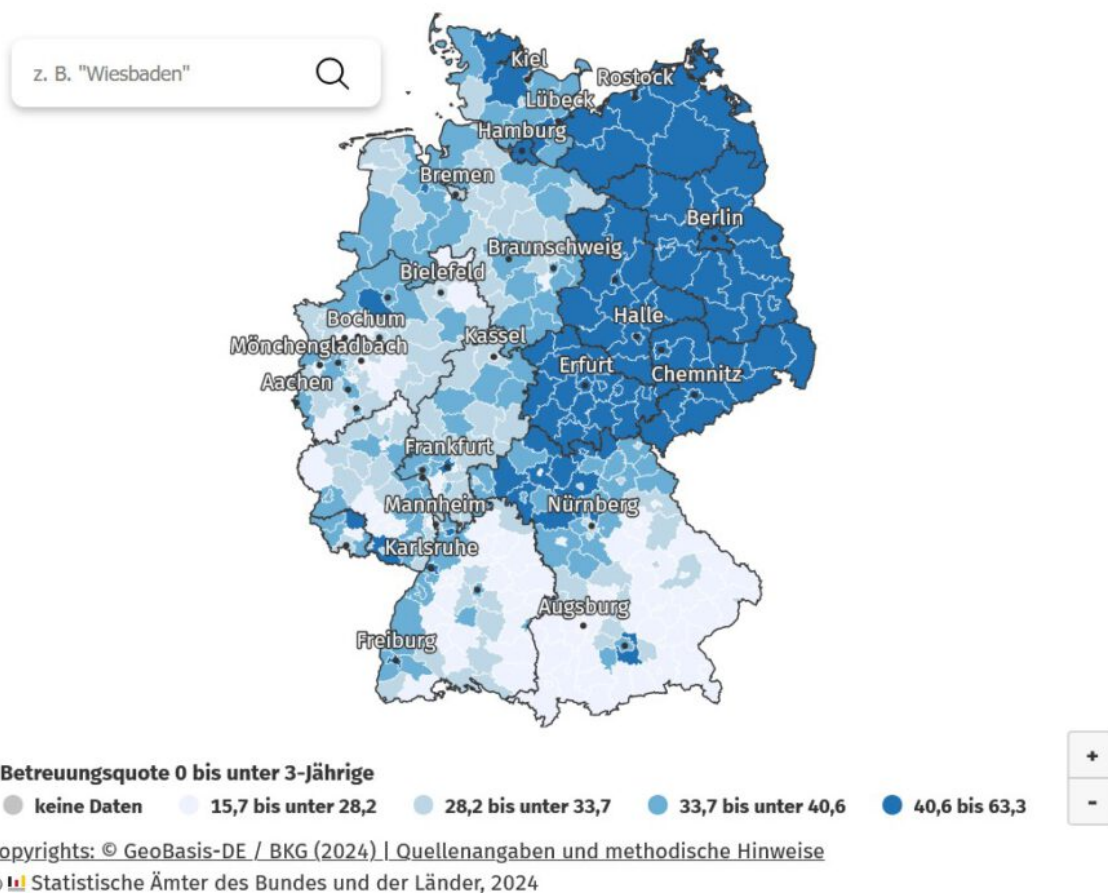 z. B. "Wiesbaden"
Kiel
Rostock
Lübeck
Hamburg
Bremen
Berlin
Braunschweig
Bielefeld
Halle
Bochum
Kassel
Mönchengladbach
Erfurt
Chemnitz
Aachen
Frankfurt
Mannheim
Nürnberg
Karlsruhe
Augsburg
Freiburg
+
-
Betreuungsquote 0 bis unter 3-Jährige
keine Daten 15,7 bis unter 28,2 28,2 bis unter 33,7 33,7 bis unter 40,6 40,6 bis 63,3
opyrights: © GeoBasis-DE / BKG (2024) | Quellenangaben und methodische Hinweise
Statistische Ämter des Bundes und der Länder, 2024